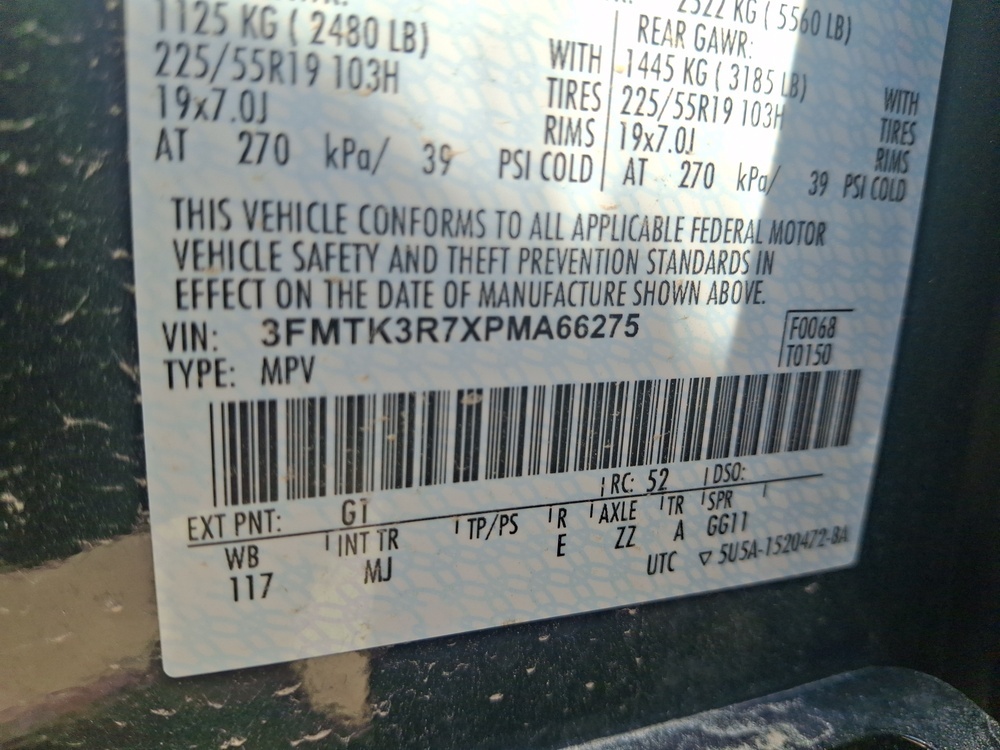 2522 KG ( 5560 LB)
1125 KG ( 2480 LB)
225/55R19 103H
19x7.0J
WITH
TIRES
RIMS
AT 270 kPa/ 39 PSI COLD
REAR GAWR:
1445 KG ( 3185 LB)
225/55R19 103H
19x7.0J
WITH
TIRES
RIMS
AT 270 kPa/ 39 PSI COLD
THIS VEHICLE CONFORMS TO ALL APPLICABLE FEDERAL MOTOR
VEHICLE SAFETY AND THEFT PREVENTION STANDARDS IN
EFFECT ON THE DATE OF MANUFACTURE SHOWN ABOVE.
VIN: 3FMTK3R7XPMA66275
F0068
T0150
TYPE: MPV
EXT PNT: G1 RC: 52 DSO:
WB INT TR TP/PS R AXLE TR SPR
117 MJ E ZZ A GG11
UTC ▽ 5U5A-1520472-BA